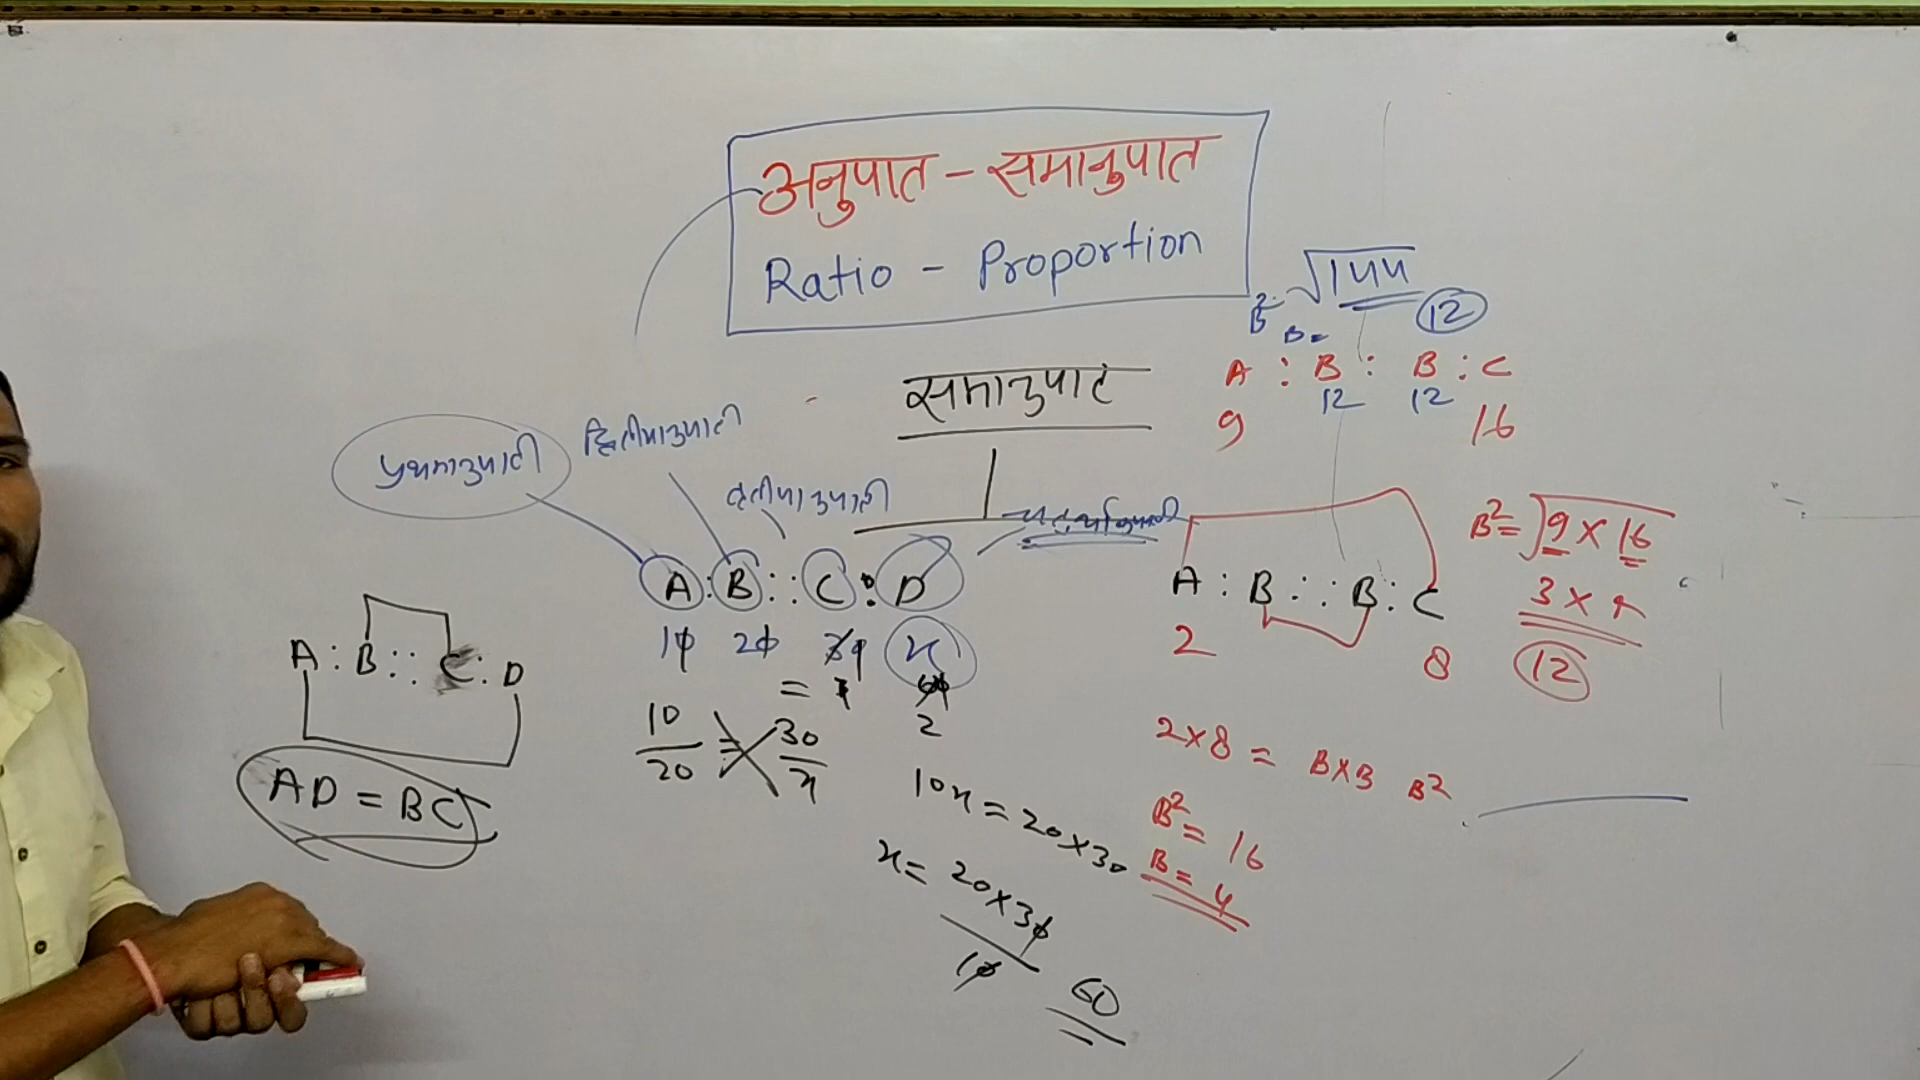 अनुपात - समानुपात
Ratio - Proportion
B² = √144
B = 12
A : B : B : C
9 12 12 16
समानुपात
प्रथमानुपाती
द्वितीयानुपाती
तृतीयानुपाती
चतुर्थानुपाती
A : B : : C : D
10 20 30 x
10/20 = 30/x
10x = 20×30
x = 20×30/10
60
A : B : : C : D
AD = BC
A : B : : B : C
2 8
2×8 = B×B B²
B² = 16
B = 4
B² = √9×16
3 × 4
12